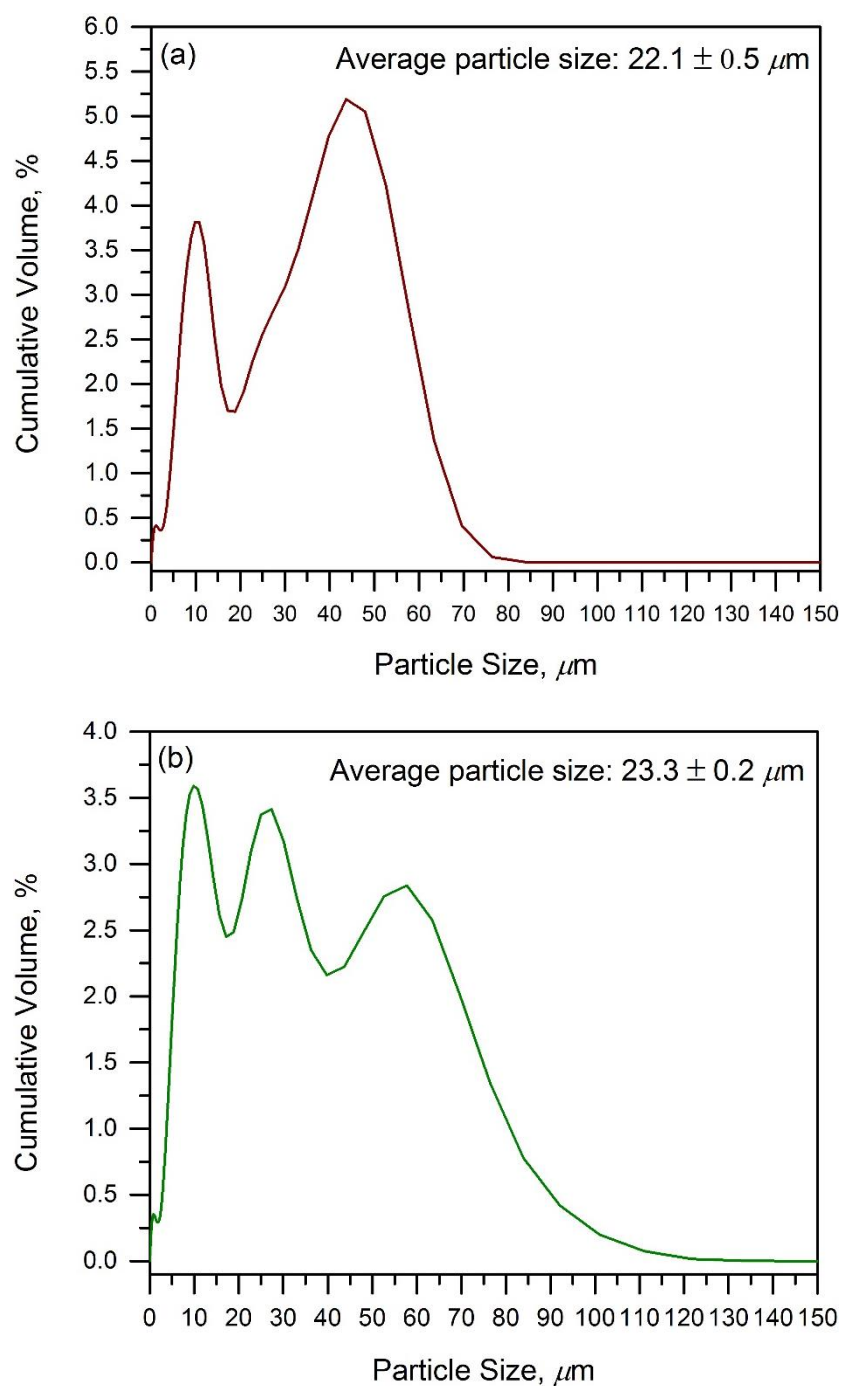 (a)
Average particle size: 22.1 ± 0.5 μm
Cumulative Volume, %
6.0
5.5
5.0
4.5
4.0
3.5
3.0
2.5
2.0
1.5
1.0
0.5
0.0
0 10 20 30 40 50 60 70 80 90 100 110 120 130 140 150
Particle Size, μm
(b)
Average particle size: 23.3 ± 0.2 μm
Cumulative Volume, %
4.0
3.5
3.0
2.5
2.0
1.5
1.0
0.5
0.0
0 10 20 30 40 50 60 70 80 90 100 110 120 130 140 150
Particle Size, μm